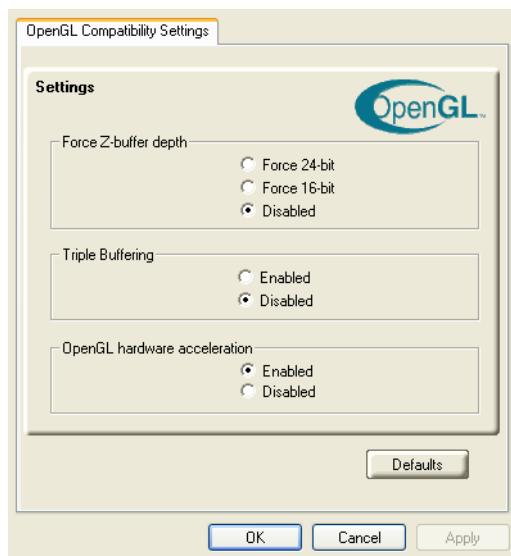 OpenGL Compatibility Settings
Settings
OpenGL™
Force Z-buffer depth
Force 24-bit
Force 16-bit
Disabled
Triple Buffering
Enabled
Disabled
OpenGL hardware acceleration
Enabled
Disabled
Defaults
OK
Cancel
Apply